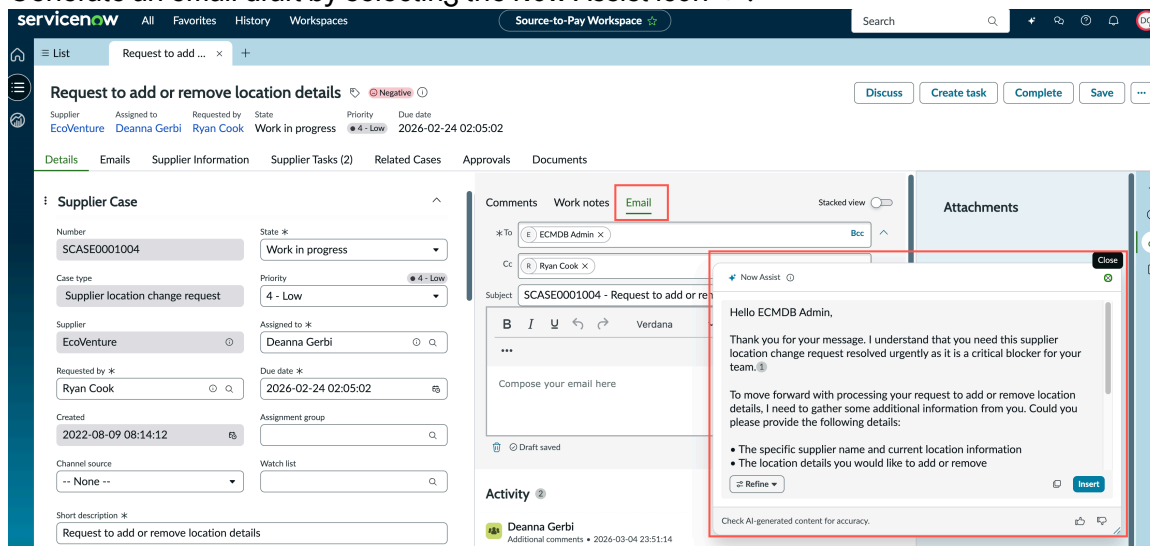 servicenow All Favorites History Workspaces Source-to-Pay Workspace Search
List Request to add ...
Request to add or remove location details Negative
Discuss Create task Complete Save
Supplier Assigned to Requested by State Priority Due date
EcoVenture Deanna Gerbi Ryan Cook Work in progress 4 - Low 2026-02-24 02:05:02
Details Emails Supplier Information Supplier Tasks (2) Related Cases Approvals Documents
Supplier Case
Number
SCASE0001004
State
Work in progress
Case type
Supplier location change request
Priority 4 - Low
4 - Low
Supplier
EcoVenture
Assigned to
Deanna Gerbi
Requested by
Ryan Cook
Due date
2026-02-24 02:05:02
Created
2022-08-09 08:14:12
Assignment group
Channel source
-- None --
Watch list
Short description
Request to add or remove location details
Comments Work notes Email Stacked view
To E ECMDB Admin Bcc
Cc R Ryan Cook
Subject SCASE0001004 - Request to add or
B I U Verdana
Compose your email here
Draft saved
Activity 2
Deanna Gerbi
Additional comments • 2026-03-04 23:51:14
Attachments
Close
Now Assist
Hello ECMDB Admin,
Thank you for your message. I understand that you need this supplier
location change request resolved urgently as it is a critical blocker for your
team. 1
To move forward with processing your request to add or remove location
details, I need to gather some additional information from you. Could you
please provide the following details:
• The specific supplier name and current location information
• The location details you would like to add or remove
Refine Insert
Check AI-generated content for accuracy.